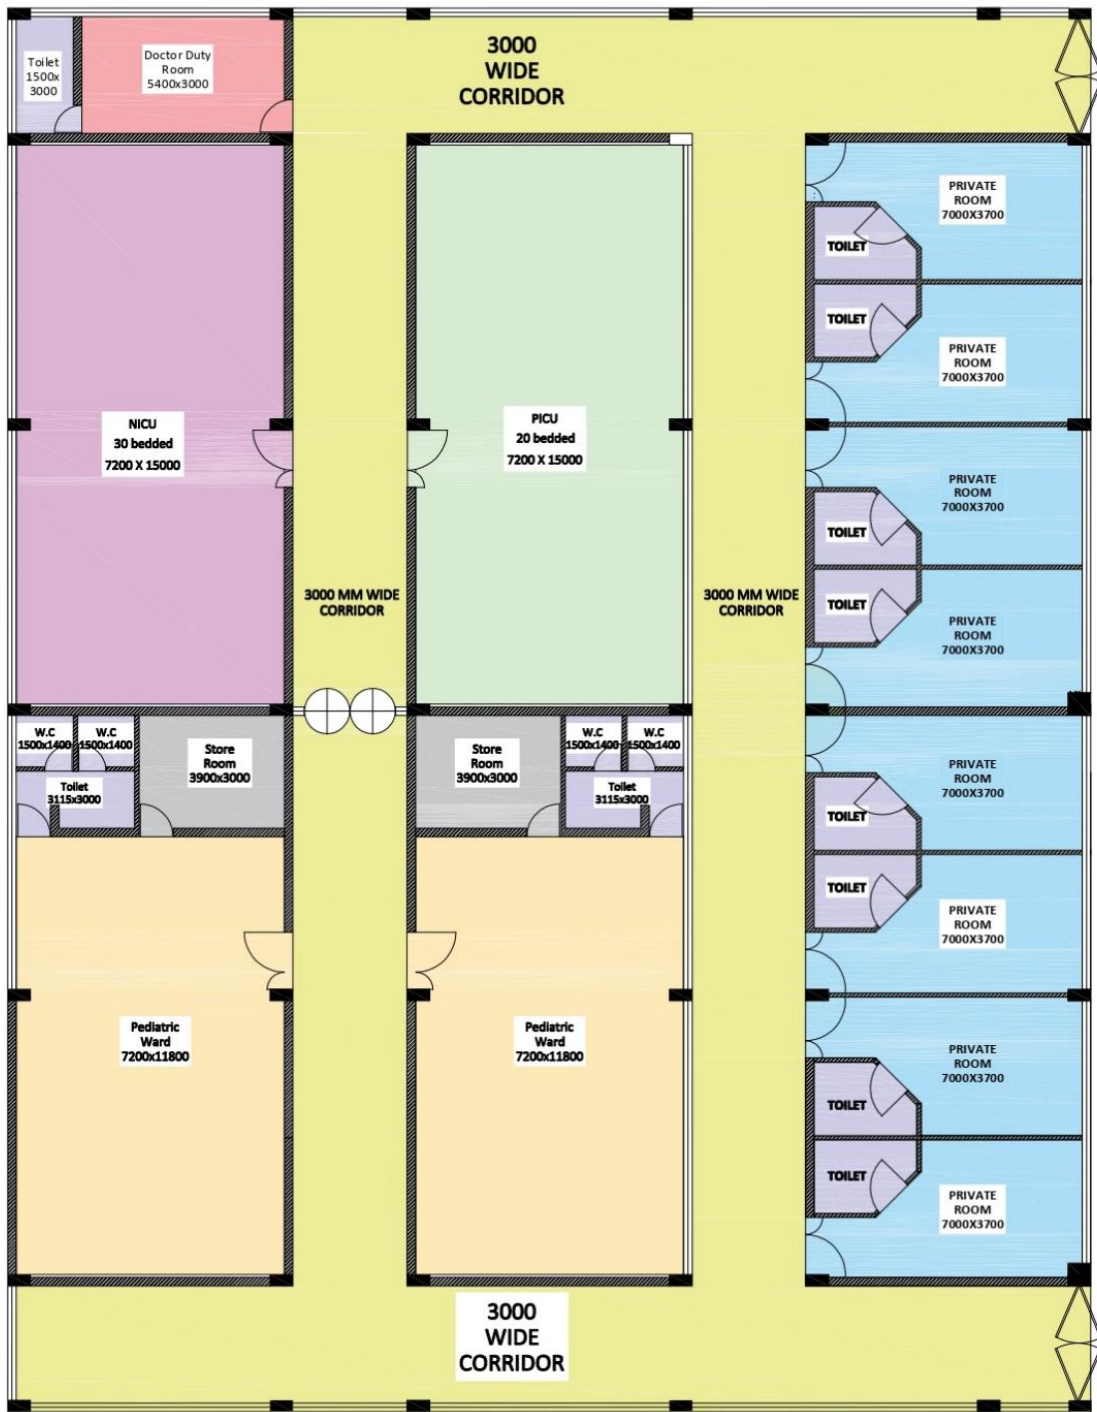 3000
WIDE
CORRIDOR
Toilet
1500x
3000
Doctor Duty
Room
5400x3000
PRIVATE
ROOM
7000X3700
TOILET
TOILET
PRIVATE
ROOM
7000X3700
NICU
30 bedded
7200 X 15000
PICU
20 bedded
7200 X 15000
PRIVATE
ROOM
7000X3700
TOILET
3000 MM WIDE
CORRIDOR
3000 MM WIDE
CORRIDOR
TOILET
PRIVATE
ROOM
7000X3700
W.C
1500x1400
W.C
1500x1400
Store
Room
3900x3000
Toilet
3115x3000
Store
Room
3900x3000
W.C
1500x1400
W.C
1500x1400
Toilet
3115x3000
PRIVATE
ROOM
7000X3700
TOILET
TOILET
PRIVATE
ROOM
7000X3700
Pediatric
Ward
7200x11800
Pediatric
Ward
7200x11800
PRIVATE
ROOM
7000X3700
TOILET
TOILET
PRIVATE
ROOM
7000X3700
3000
WIDE
CORRIDOR